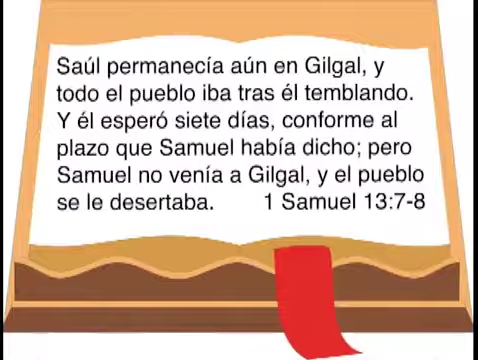 Saúl permanecía aún en Gilgal, y
todo el pueblo iba tras él temblando.
Y él esperó siete días, conforme al
plazo que Samuel había dicho; pero
Samuel no venía a Gilgal, y el pueblo
se le desertaba. 1 Samuel 13:7-8